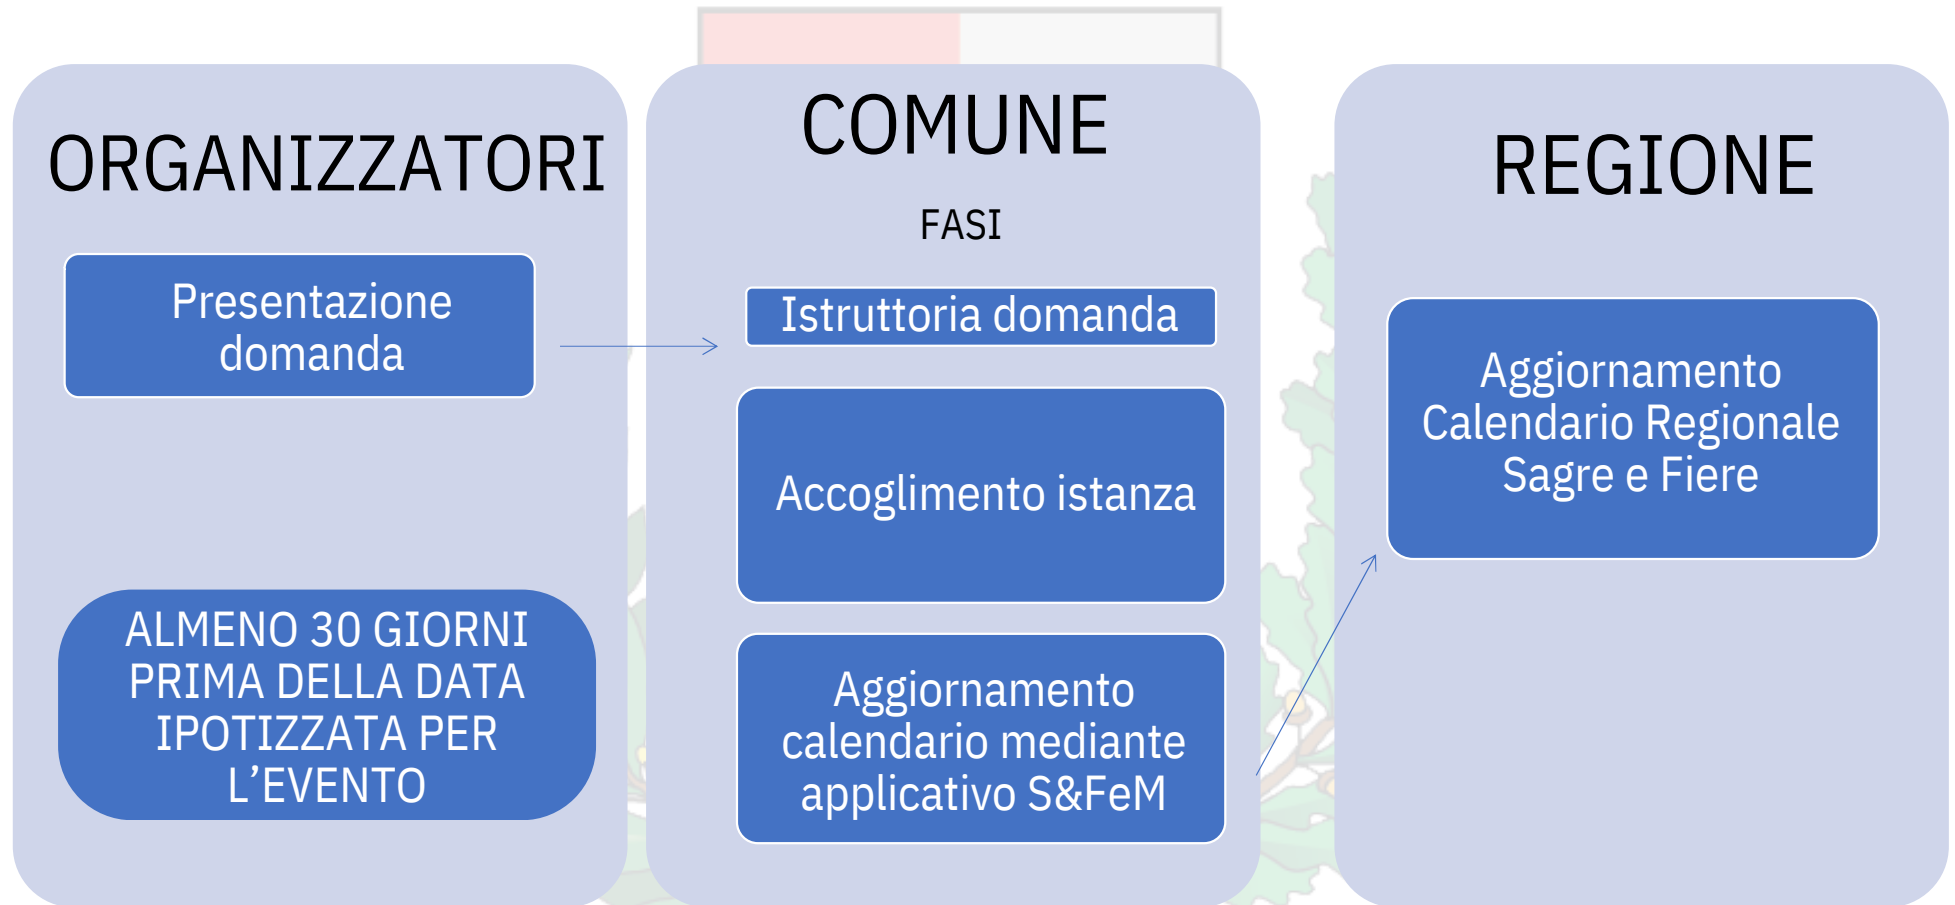 ORGANIZZATORI
Presentazione
domanda
ALMENO 30 GIORNI
PRIMA DELLA DATA
IPOTIZZATA PER
L’EVENTO
COMUNE
FASI
Istruttoria domanda
Accoglimento istanza
Aggiornamento
calendario mediante
applicativo S&FeM
REGIONE
Aggiornamento
Calendario Regionale
Sagre e Fiere